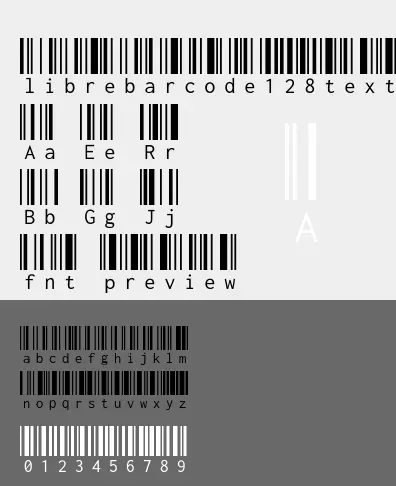 librebarcode128text
Aa Ee Rr
A
Bb Gg Jj
fnt preview
abcdefghijklm
nopqrstuvwxyz
0123456789